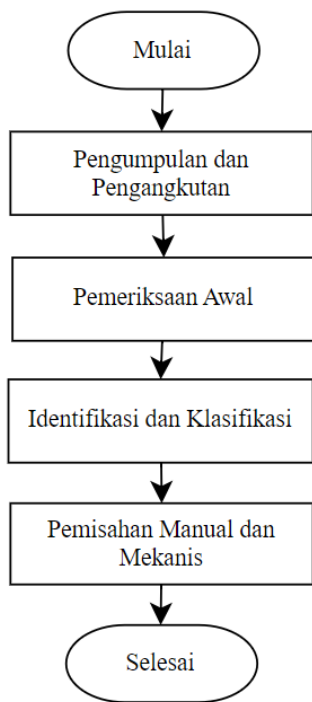 Mulai
Pengumpulan dan
Pengangkutan
Pemeriksaan Awal
Identifikasi dan Klasifikasi
Pemisahan Manual dan
Mekanis
Selesai